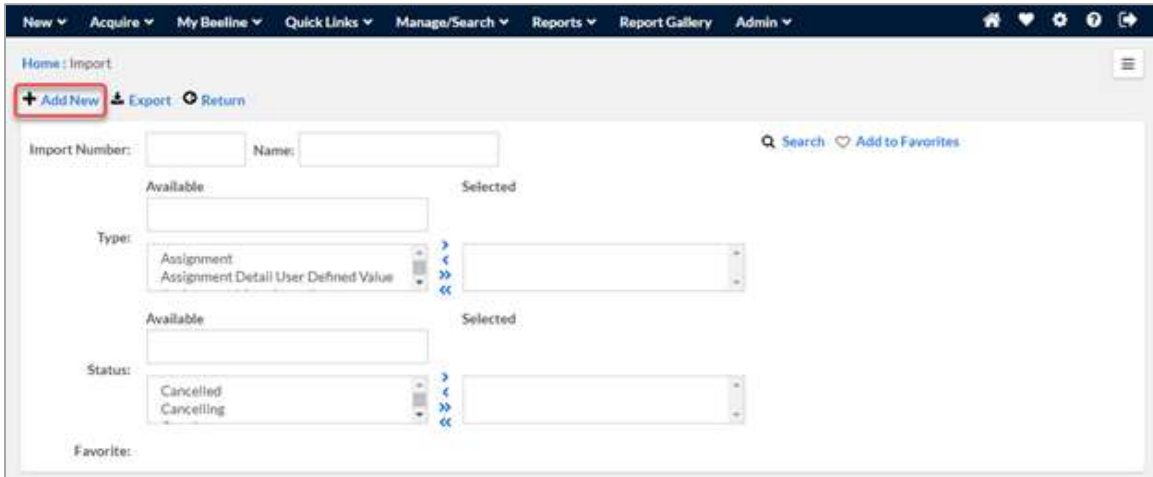 New Acquire My Beeline Quick Links Manage/Search Reports Report Gallery Admin
Home : Import
Add New Export Return
Import Number: Name: Search Add to Favorites
Available Selected
Type:
Assignment
Assignment Detail User Defined Value
Available Selected
Status:
Cancelled
Cancelling
Favorite: